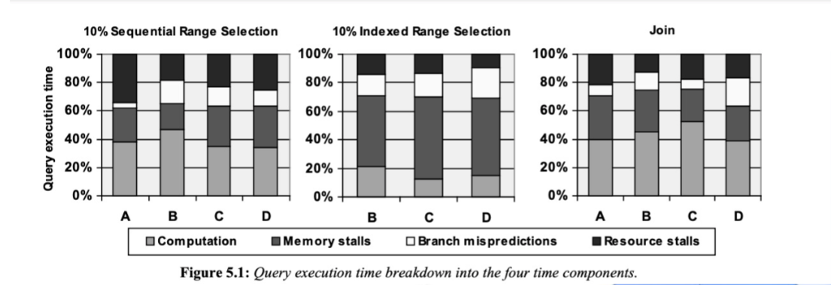 10% Sequential Range Selection
Query execution time
100%
80%
60%
40%
20%
0%
A B C D
10% Indexed Range Selection
100%
80%
60%
40%
20%
0%
B C D
Join
100%
80%
60%
40%
20%
0%
A B C D
Computation Memory stalls Branch mispredictions Resource stalls
Figure 5.1: Query execution time breakdown into the four time components.